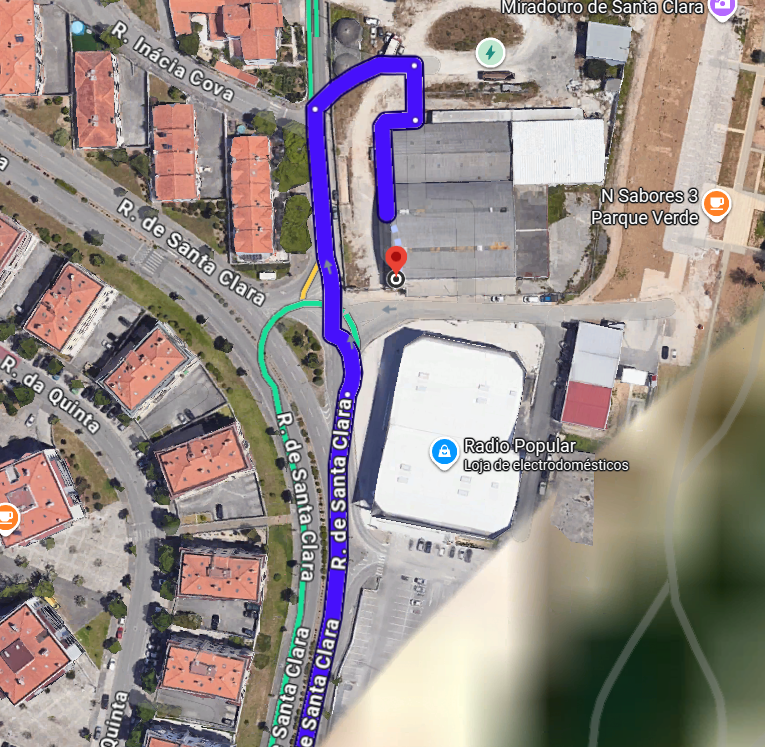 Miradouro de Santa Clara
R. Inácia Cova
a
R. de Santa Clara
N Sabores 3
Parque Verde
R. da Quinta
R. de Santa Clara
R. de Santa Clara
Radio Popular
Loja de electrodomésticos
Santa Clara
e Santa Clara
Quinta